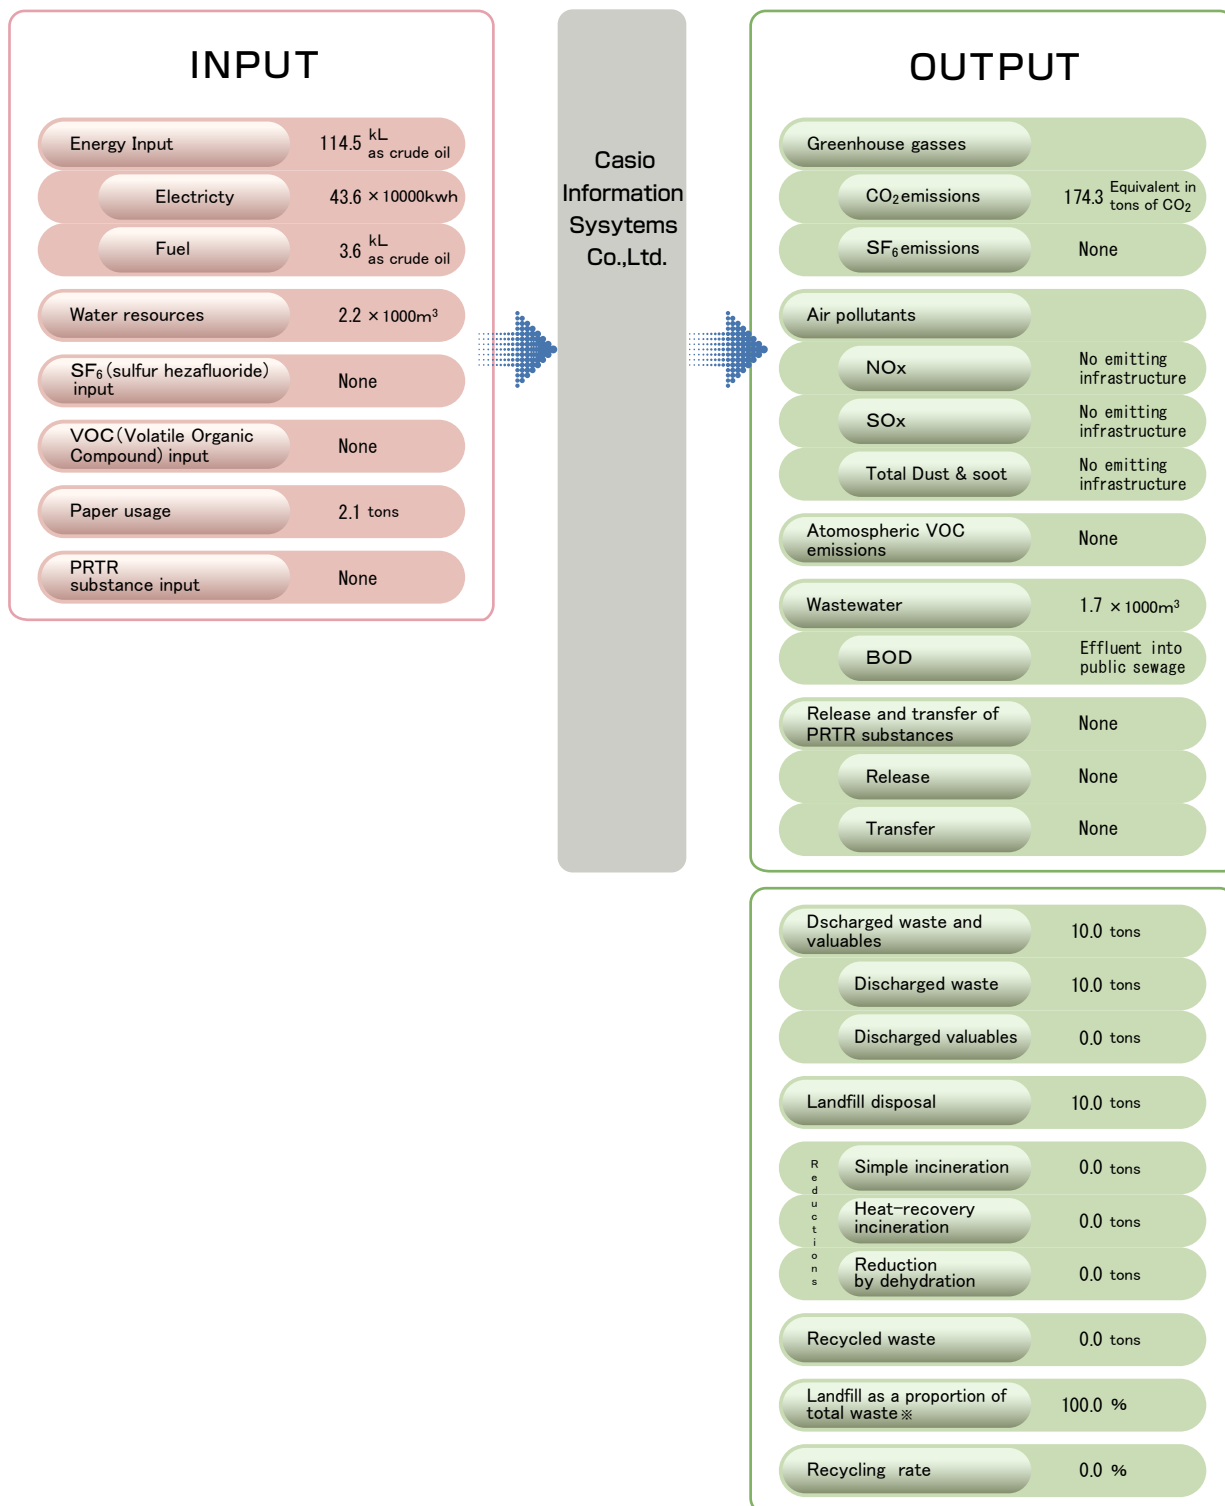 INPUT
Energy Input 114.5 kL as crude oil
Electricty 43.6 ×10000kwh
Fuel 3.6 kL as crude oil
Water resources 2.2 ×1000m³
SF₆(sulfur hezafluoride)
input None
VOC(Volatile Organic
Compound) input None
Paper usage 2.1 tons
PRTR
substance input None
Casio
Information
Sysytems
Co.,Ltd.
OUTPUT
Greenhouse gasses
CO₂emissions 174.3 Equivalent in
tons of CO₂
SF₆emissions None
Air pollutants
NOx No emitting
infrastructure
SOx No emitting
infrastructure
Total Dust & soot No emitting
infrastructure
Atomospheric VOC
emissions None
Wastewater 1.7 ×1000m³
BOD Effluent into
public sewage
Release and transfer of
PRTR substances None
Release None
Transfer None
Dscharged waste and
valuables 10.0 tons
Discharged waste 10.0 tons
Discharged valuables 0.0 tons
Landfill disposal 10.0 tons
Reductions
Simple incineration 0.0 tons
Heat-recovery
incineration 0.0 tons
Reduction
by dehydration 0.0 tons
Recycled waste 0.0 tons
Landfill as a proportion of
total waste※ 100.0 %
Recycling rate 0.0 %